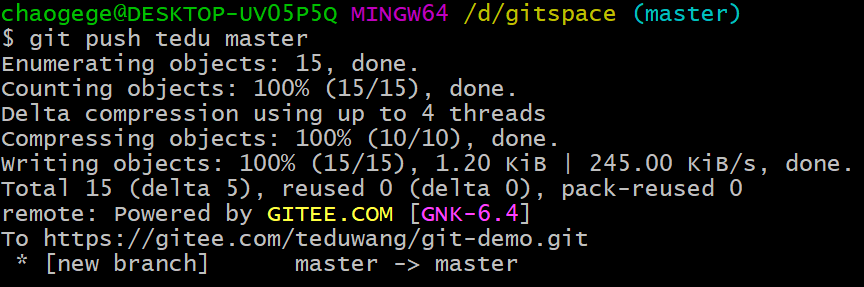 chaogege@DESKTOP-UVO5P5Q MINGW64 /d/gitspace (master)
$ git push tedu master
Enumerating objects: 15, done.
Counting objects: 100% (15/15), done.
Delta compression using up to 4 threads
Compressing objects: 100% (10/10), done.
Writing objects: 100% (15/15), 1.20 KiB | 245.00 KiB/s, done.
Total 15 (delta 5), reused 0 (delta 0), pack-reused 0
remote: Powered by GITEE.COM [GNK-6.4]
To https://gitee.com/teduwang/git-demo.git
 * [new branch]      master -> master